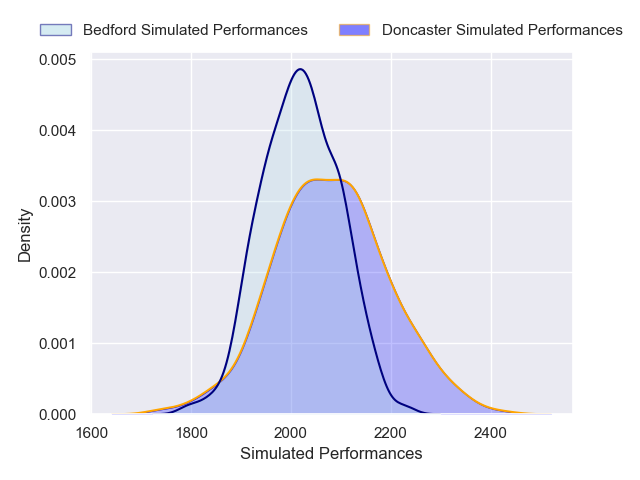 Bedford Simulated Performances
Doncaster Simulated Performances
0.005
0.004
0.003
0.002
0.001
0.000
Density
1600
1800
2000
2200
2400
Simulated Performances